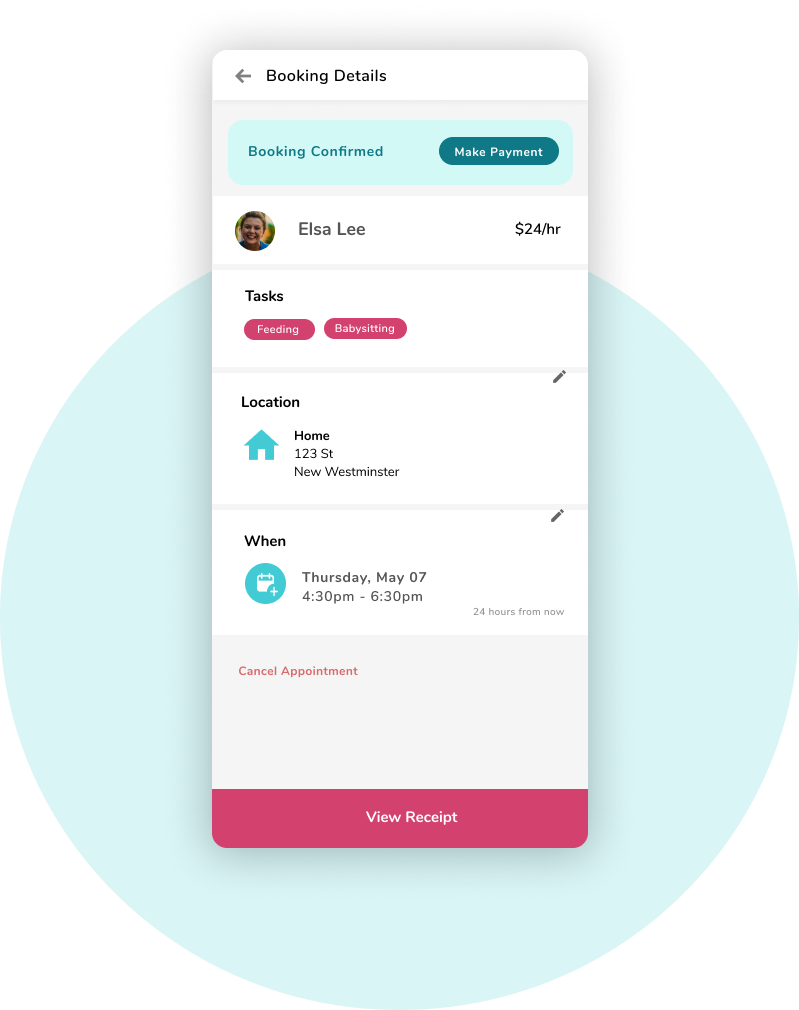 Booking Details
Booking Confirmed
Make Payment
Elsa Lee
$24/hr
Tasks
Feeding
Babysitting
Location
Home
123 St
New Westminster
When
Thursday, May 07
4:30pm - 6:30pm
24 hours from now
Cancel Appointment
View Receipt